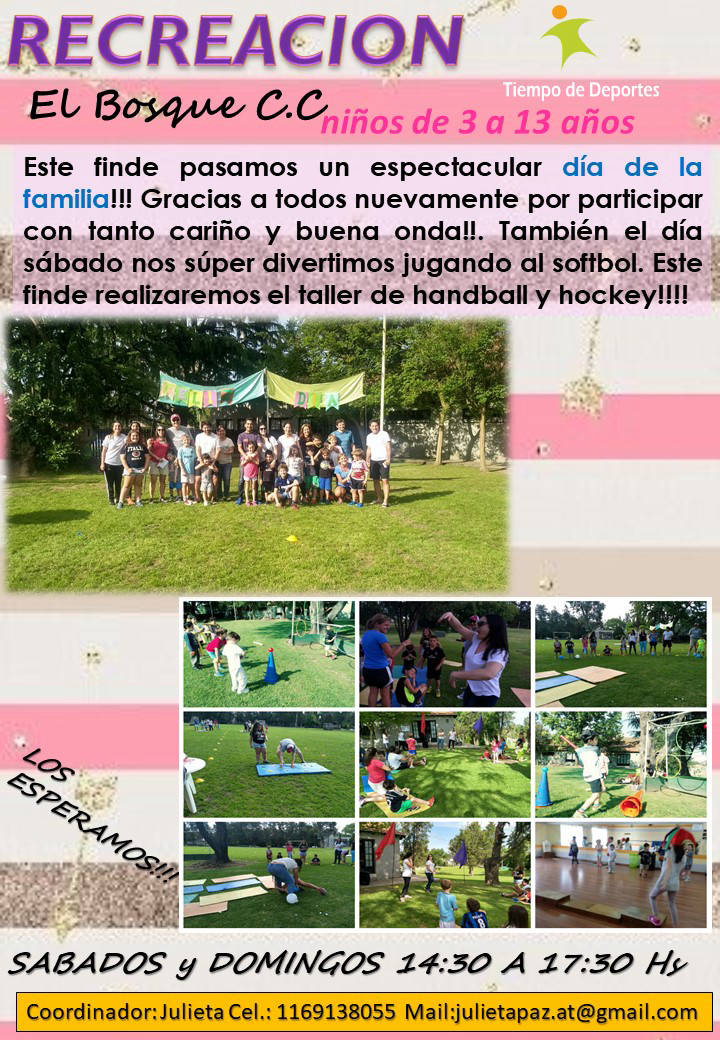 RECREACION
Tiempo de Deportes
El Bosque C.C
niños de 3 a 13 años
Este finde pasamos un espectacular día de la
familia!!! Gracias a todos nuevamente por participar
con tanto cariño y buena onda!!. También el día
sábado nos súper divertimos jugando al softbol. Este
finde realizaremos el taller de handball y hockey!!!!
LOS
ESPERAMOS!!!
SABADOS y DOMINGOS 14:30 A 17:30 Hs
Coordinador: Julieta Cel.: 1169138055 Mail:julietapaz.at@gmail.com